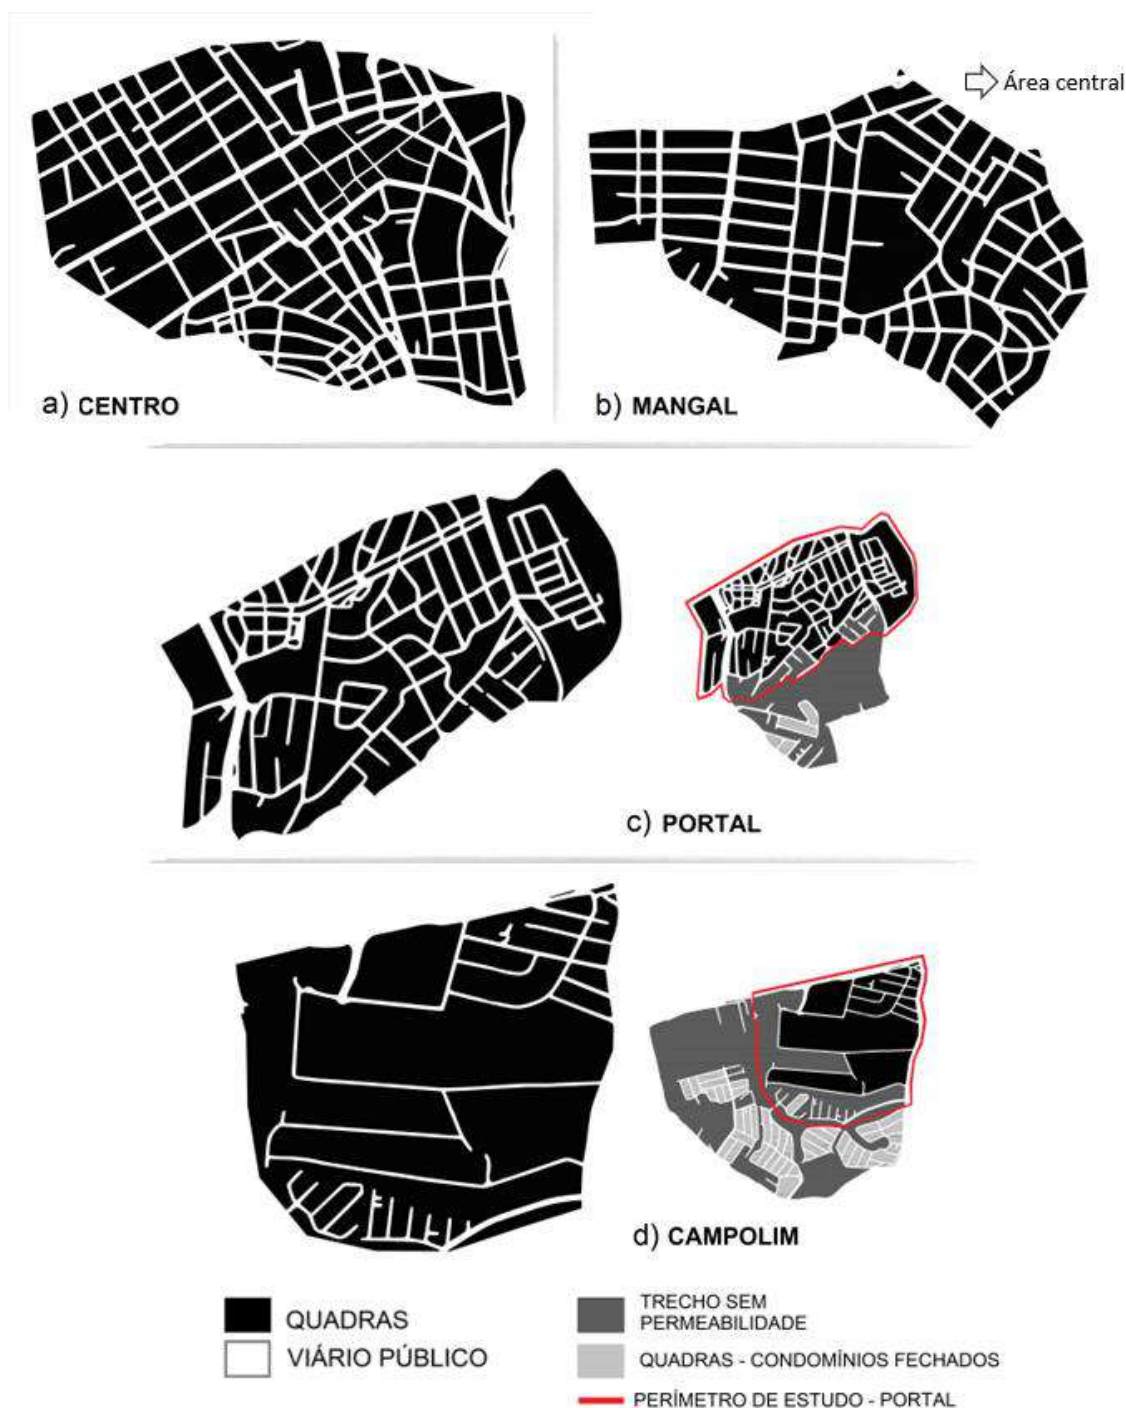 Área central
a) CENTRO
b) MANGAL
c) PORTAL
d) CAMPOLIM
QUADRAS
VIÁRIO PÚBLICO
TRECHO SEM
PERMEABILIDADE
QUADRAS - CONDOMÍNIOS FECHADOS
PERÍMETRO DE ESTUDO - PORTAL